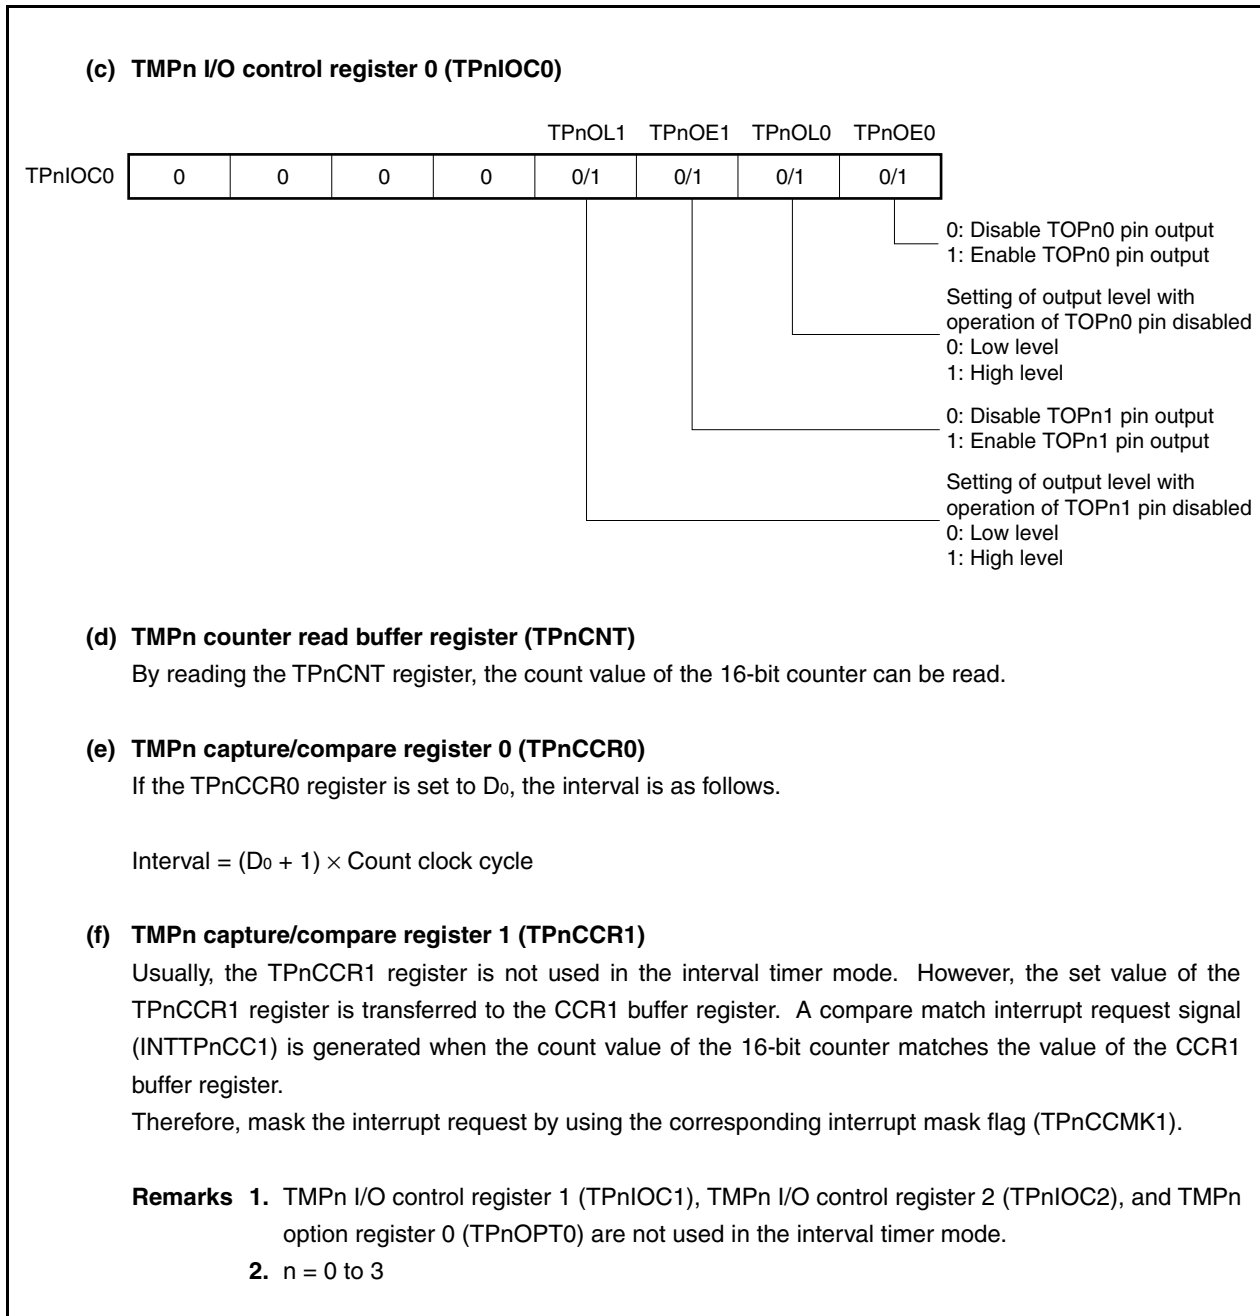 (c) TMPn I/O control register 0 (TPnIOC0)
TPnOL1 TPnOE1 TPnOL0 TPnOE0
TPnIOC0 0 0 0 0 0/1 0/1 0/1 0/1
0: Disable TOPn0 pin output
1: Enable TOPn0 pin output
Setting of output level with
operation of TOPn0 pin disabled
0: Low level
1: High level
0: Disable TOPn1 pin output
1: Enable TOPn1 pin output
Setting of output level with
operation of TOPn1 pin disabled
0: Low level
1: High level
(d) TMPn counter read buffer register (TPnCNT)
By reading the TPnCNT register, the count value of the 16-bit counter can be read.
(e) TMPn capture/compare register 0 (TPnCCR0)
If the TPnCCR0 register is set to D0, the interval is as follows.
Interval = (D0 + 1) × Count clock cycle
(f) TMPn capture/compare register 1 (TPnCCR1)
Usually, the TPnCCR1 register is not used in the interval timer mode. However, the set value of the
TPnCCR1 register is transferred to the CCR1 buffer register. A compare match interrupt request signal
(INTTPnCC1) is generated when the count value of the 16-bit counter matches the value of the CCR1
buffer register.
Therefore, mask the interrupt request by using the corresponding interrupt mask flag (TPnCCMK1).
Remarks 1. TMPn I/O control register 1 (TPnIOC1), TMPn I/O control register 2 (TPnIOC2), and TMPn
option register 0 (TPnOPT0) are not used in the interval timer mode.
2. n = 0 to 3